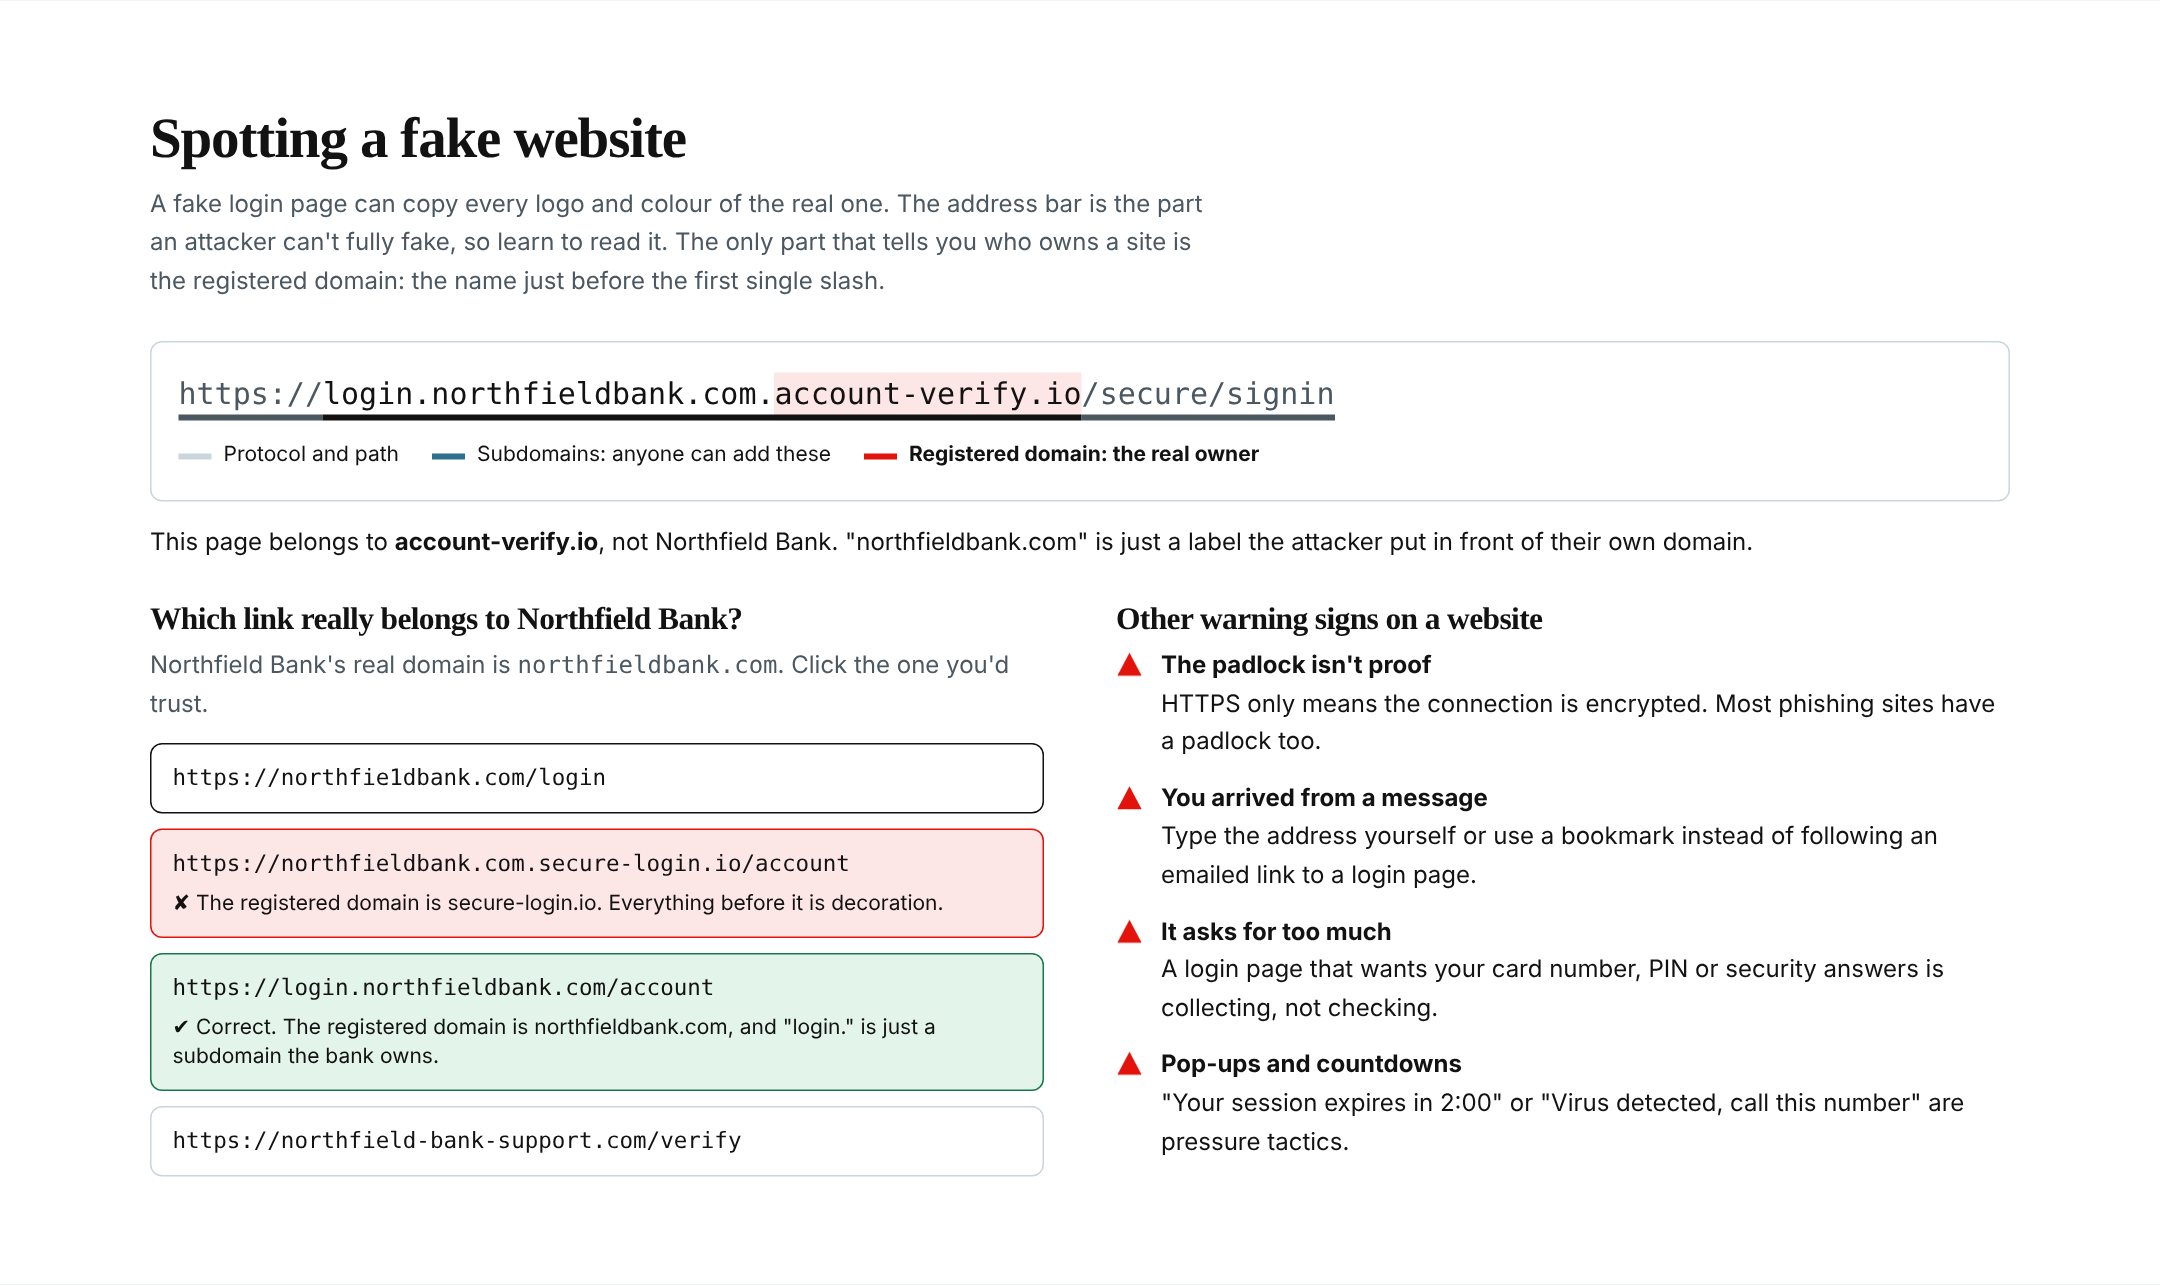 Spotting a fake website
A fake login page can copy every logo and colour of the real one. The address bar is the part
an attacker can't fully fake, so learn to read it. The only part that tells you who owns a site is
the registered domain: the name just before the first single slash.
https://login.northfieldbank.com.account-verify.io/secure/signin
Protocol and path Subdomains: anyone can add these Registered domain: the real owner
This page belongs to account-verify.io, not Northfield Bank. "northfieldbank.com" is just a label the attacker put in front of their own domain.
Which link really belongs to Northfield Bank?
Northfield Bank's real domain is northfieldbank.com. Click the one you'd
trust.
https://northfie1dbank.com/login
https://northfieldbank.com.secure-login.io/account
✘ The registered domain is secure-login.io. Everything before it is decoration.
https://login.northfieldbank.com/account
✔ Correct. The registered domain is northfieldbank.com, and "login." is just a
subdomain the bank owns.
https://northfield-bank-support.com/verify
Other warning signs on a website
The padlock isn't proof
HTTPS only means the connection is encrypted. Most phishing sites have
a padlock too.
You arrived from a message
Type the address yourself or use a bookmark instead of following an
emailed link to a login page.
It asks for too much
A login page that wants your card number, PIN or security answers is
collecting, not checking.
Pop-ups and countdowns
"Your session expires in 2:00" or "Virus detected, call this number" are
pressure tactics.